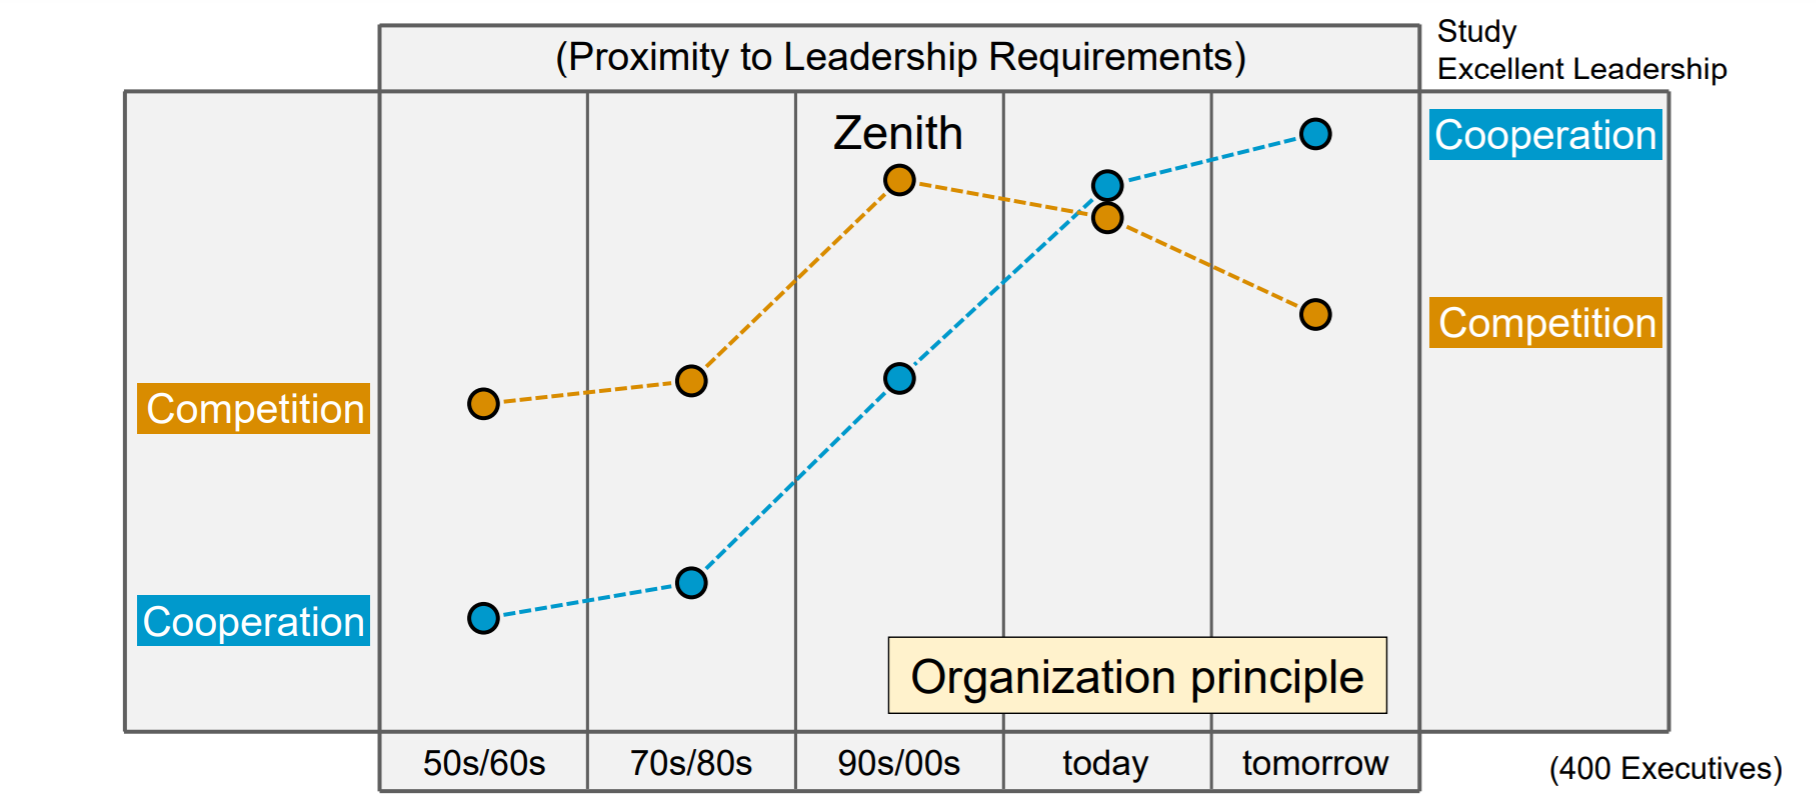 (Proximity to Leadership Requirements)
Study
Excellent Leadership
Zenith
Cooperation
Competition
Competition
Cooperation
Organization principle
50s/60s
70s/80s
90s/00s
today
tomorrow
(400 Executives)